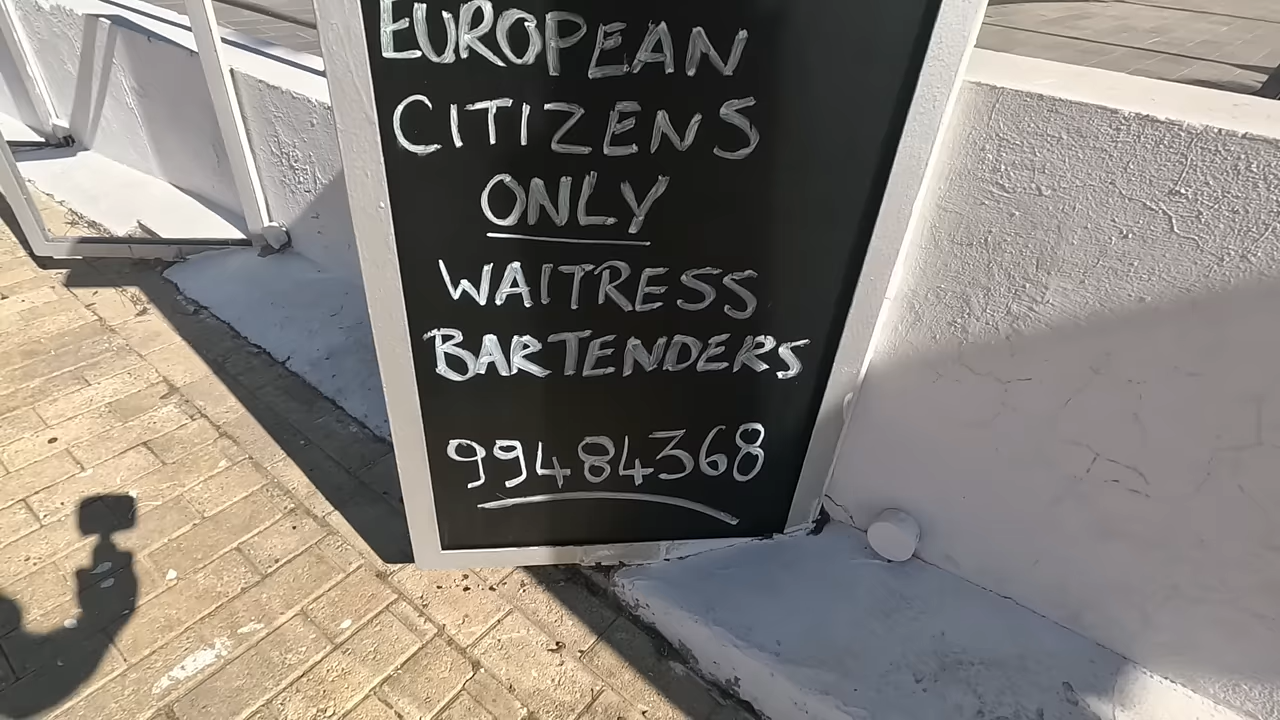 EUROPEAN
CITIZENS
ONLY
WAITRESS
BARTENDERS
99484368